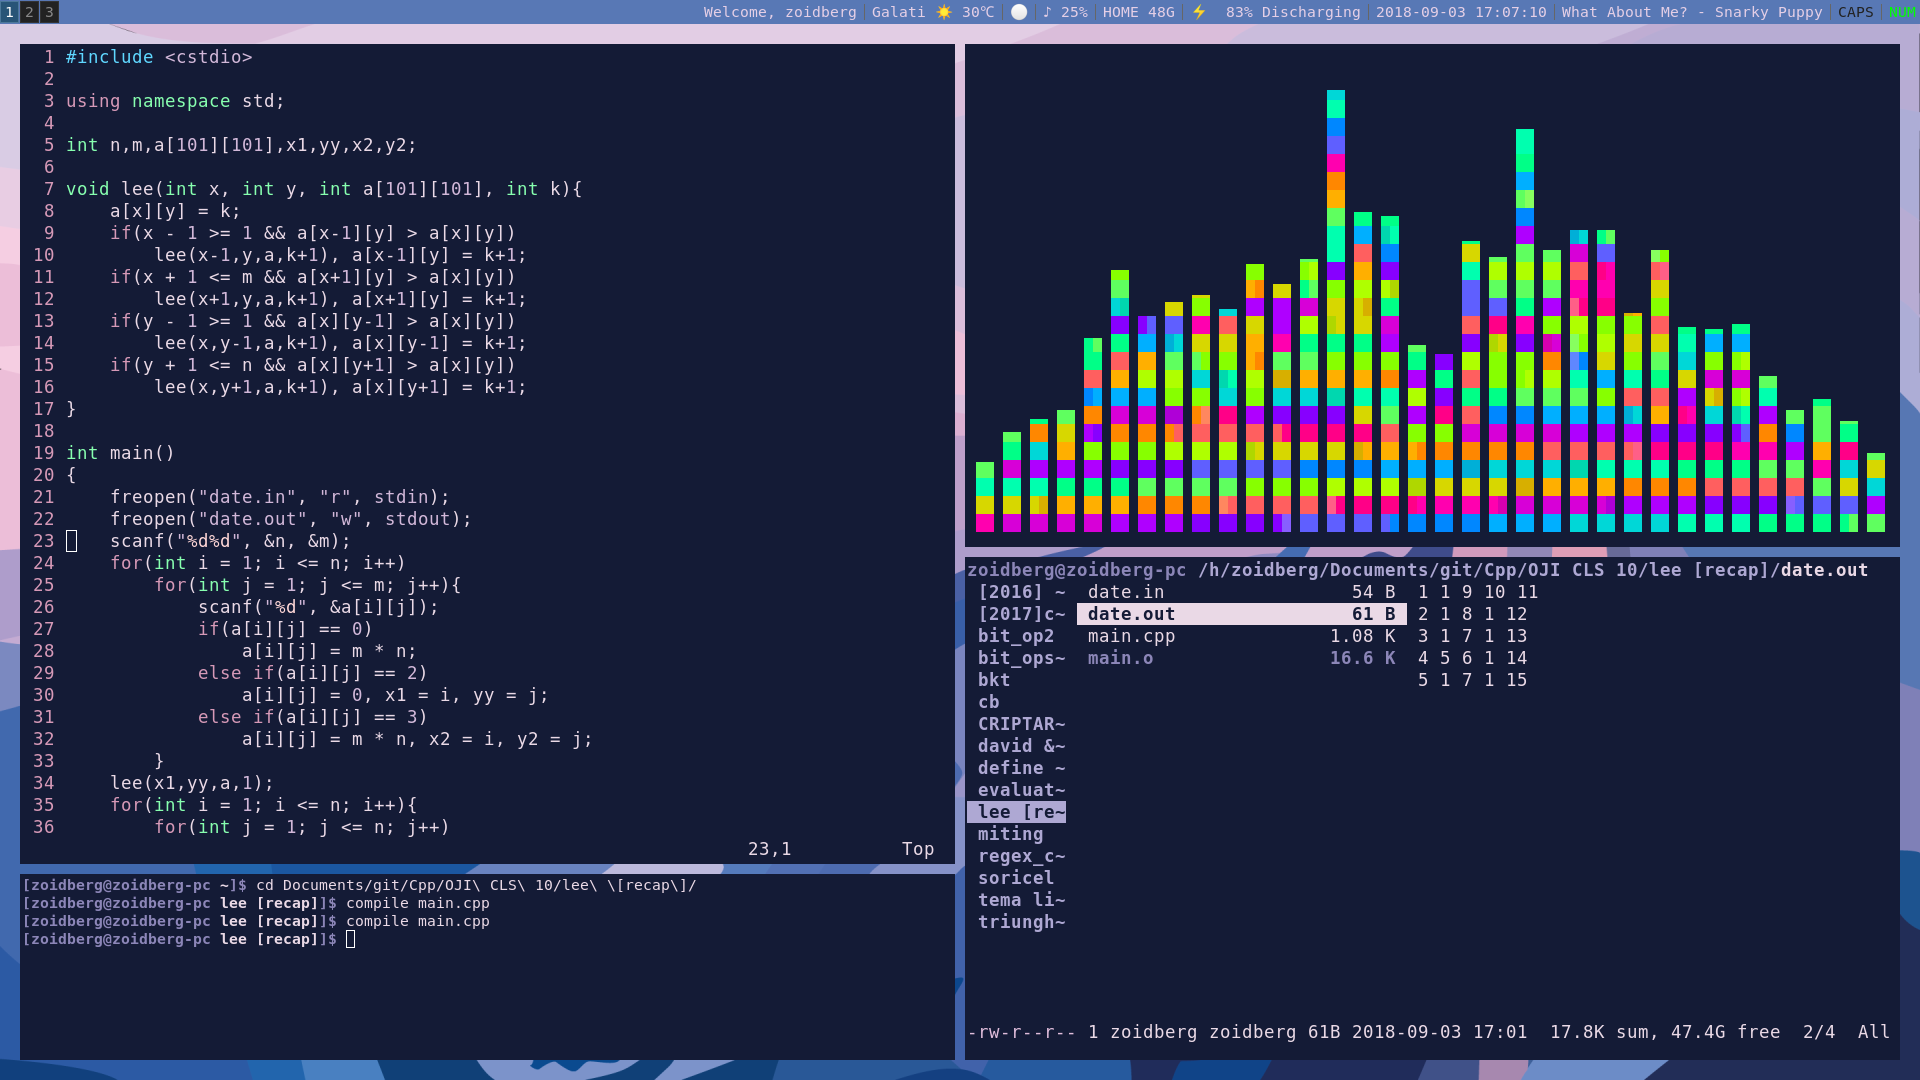 1 2 3 Welcome, zoidberg Galati ☀ 30℃ ♪ 25% HOME 48G ⚡ 83% Discharging 2018-09-03 17:07:10 What About Me? - Snarky Puppy CAPS NUM
1 #include <cstdio>
2
3 using namespace std;
4
5 int n,m,a[101][101],x1,yy,x2,y2;
6
7 void lee(int x, int y, int a[101][101], int k){
8     a[x][y] = k;
9     if(x - 1 >= 1 && a[x-1][y] > a[x][y])
10         lee(x-1,y,a,k+1), a[x-1][y] = k+1;
11     if(x + 1 <= m && a[x+1][y] > a[x][y])
12         lee(x+1,y,a,k+1), a[x+1][y] = k+1;
13     if(y - 1 >= 1 && a[x][y-1] > a[x][y])
14         lee(x,y-1,a,k+1), a[x][y-1] = k+1;
15     if(y + 1 <= n && a[x][y+1] > a[x][y])
16         lee(x,y+1,a,k+1), a[x][y+1] = k+1;
17 }
18
19 int main()
20 {
21     freopen("date.in", "r", stdin);
22     freopen("date.out", "w", stdout);
23     scanf("%d%d", &n, &m);
24     for(int i = 1; i <= n; i++)
25         for(int j = 1; j <= m; j++){
26             scanf("%d", &a[i][j]);
27             if(a[i][j] == 0)
28                 a[i][j] = m * n;
29             else if(a[i][j] == 2)
30                 a[i][j] = 0, x1 = i, yy = j;
31             else if(a[i][j] == 3)
32                 a[i][j] = m * n, x2 = i, y2 = j;
33         }
34     lee(x1,yy,a,1);
35     for(int i = 1; i <= n; i++){
36         for(int j = 1; j <= n; j++)
23,1 Top
[zoidberg@zoidberg-pc ~]$ cd Documents/git/Cpp/OJI\ CLS\ 10/lee\ \[recap\]/
[zoidberg@zoidberg-pc lee [recap]]$ compile main.cpp
[zoidberg@zoidberg-pc lee [recap]]$ compile main.cpp
[zoidberg@zoidberg-pc lee [recap]]$
zoidberg@zoidberg-pc /h/zoidberg/Documents/git/Cpp/OJI CLS 10/lee [recap]/date.out
[2016] ~ date.in 54 B 1 1 9 10 11
[2017]c~ date.out 61 B 2 1 8 1 12
bit_op2 main.cpp 1.08 K 3 1 7 1 13
bit_ops~ main.o 16.6 K 4 5 6 1 14
bkt 5 1 7 1 15
cb
CRIPTAR~
david &~
define ~
evaluat~
lee [re~
miting
regex_c~
soricel
tema li~
triungh~
-rw-r--r-- 1 zoidberg zoidberg 61B 2018-09-03 17:01 17.8K sum, 47.4G free 2/4 All